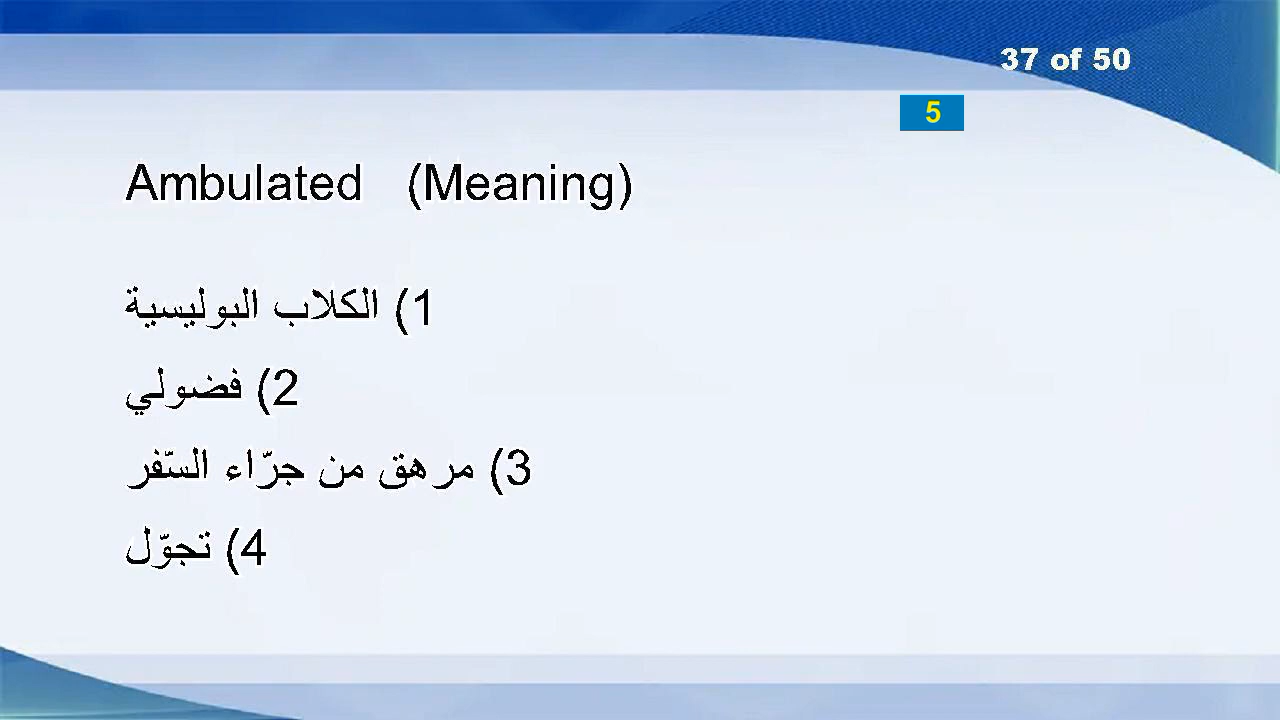 37 of 50
5
Ambulated (Meaning)
1) الكلاب البوليسية
2) فضولي
3) مرهق من جرّاء السّفر
4) تجوّل